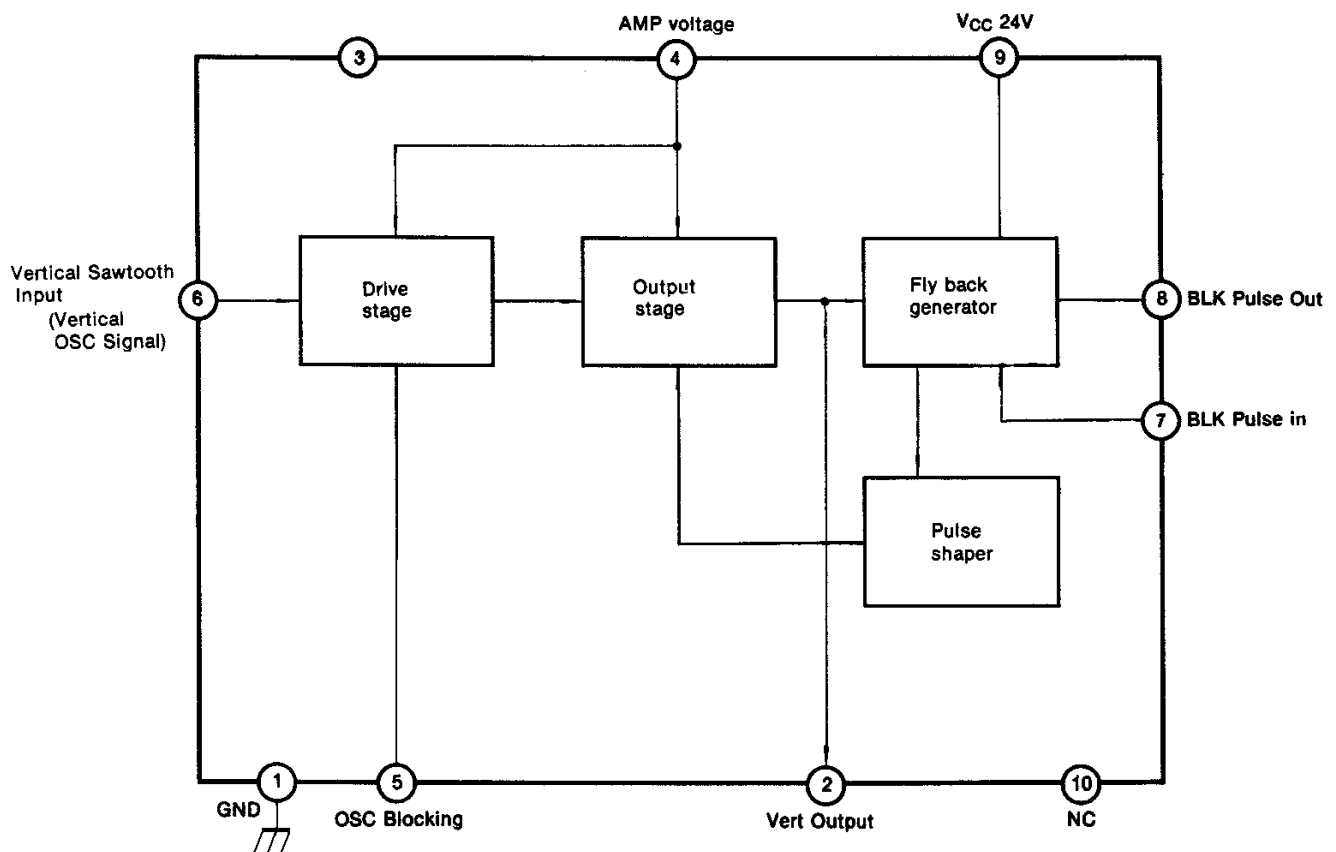 AMP voltage
VCC 24V
3
4
9
Vertical Sawtooth
Input
(Vertical
OSC Signal)
6
Drive
stage
Output
stage
Fly back
generator
8
BLK Pulse Out
7
BLK Pulse in
Pulse
shaper
1
5
2
10
GND
OSC Blocking
Vert Output
NC